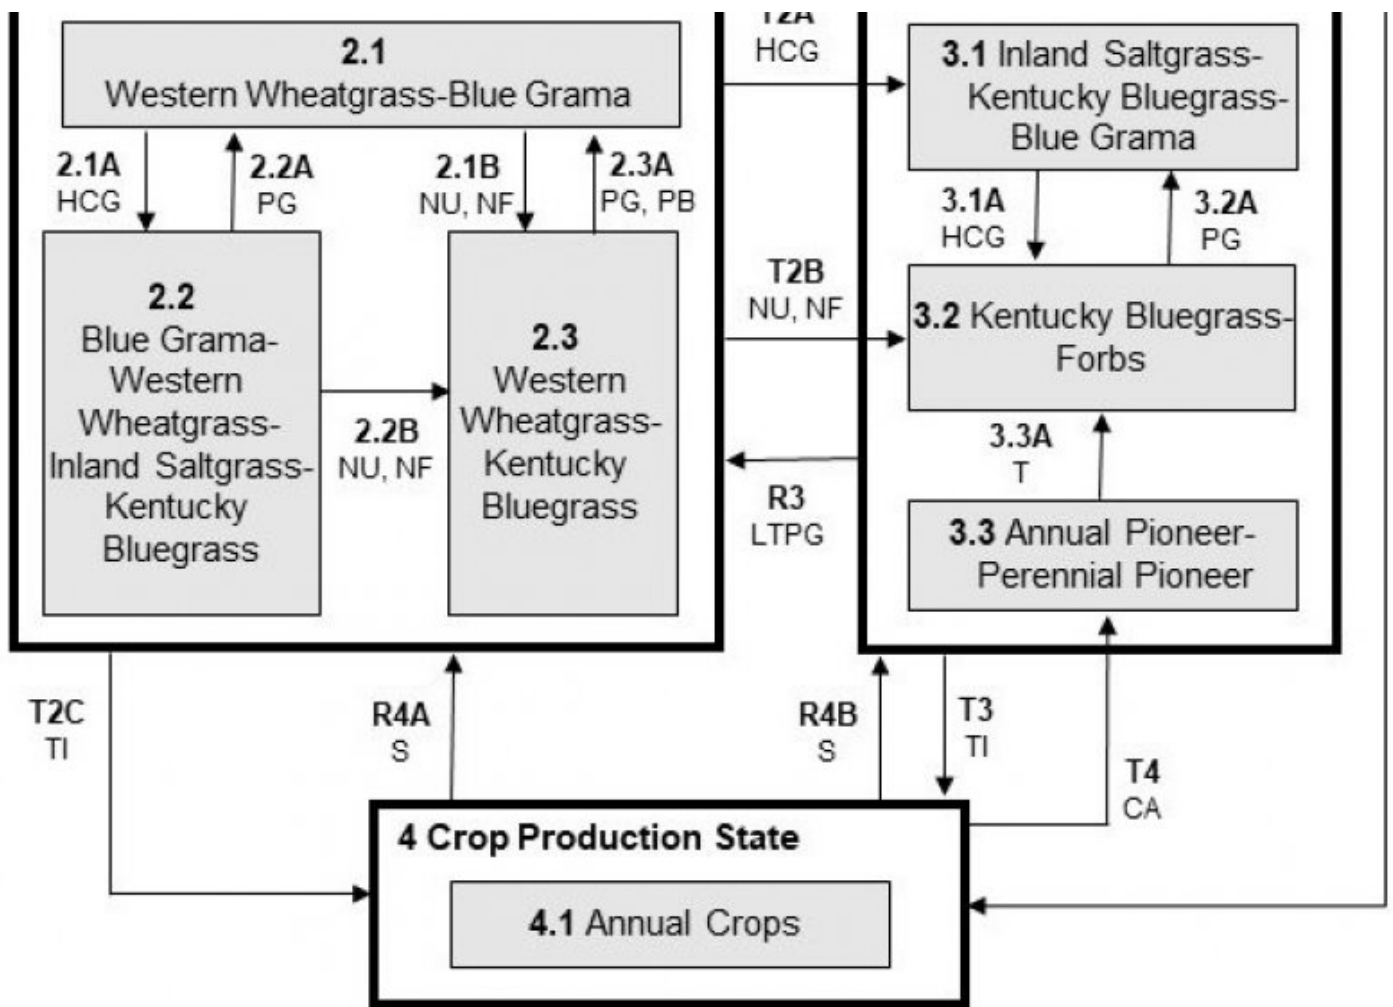 2.1
Western Wheatgrass-Blue Grama
2.1A
HCG
2.2A
PG
2.1B
NU, NF
2.3A
PG, PB
2.2
Blue Grama-
Western
Wheatgrass-
Inland Saltgrass-
Kentucky
Bluegrass
2.2B
NU, NF
2.3
Western
Wheatgrass-
Kentucky
Bluegrass
T2A
HCG
T2B
NU, NF
R3
LTPG
3.1 Inland Saltgrass-
Kentucky Bluegrass-
Blue Grama
3.1A
HCG
3.2A
PG
3.2 Kentucky Bluegrass-
Forbs
3.3A
T
3.3 Annual Pioneer-
Perennial Pioneer
T2C
TI
R4A
S
R4B
S
T3
TI
T4
CA
4 Crop Production State
4.1 Annual Crops